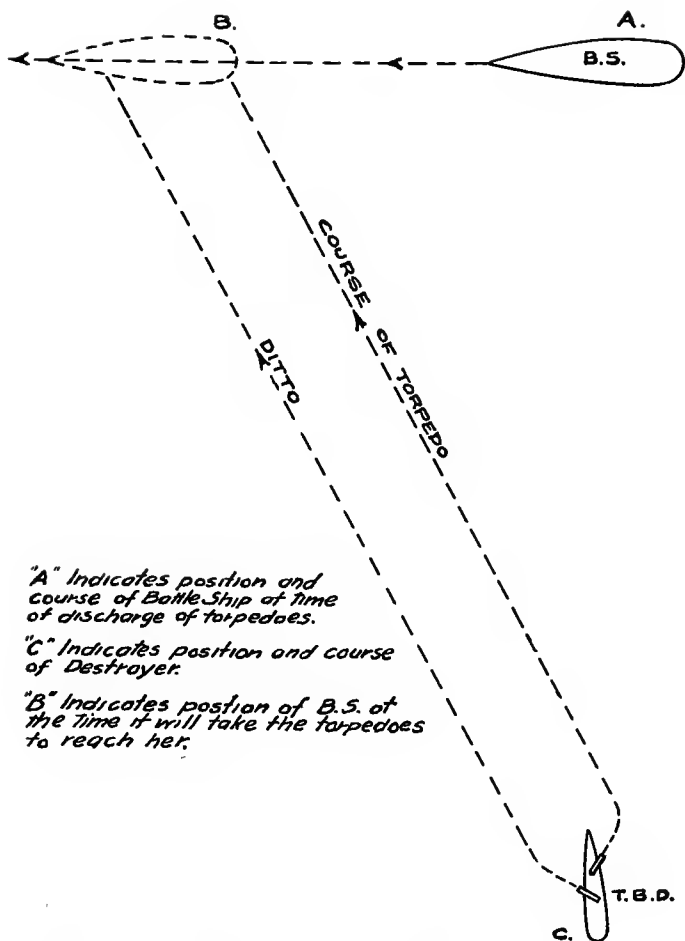 B.
A.
B.S.
COURSE OF TORPEDO
DITTO
"A" Indicates position and
course of Battle Ship at Time
of discharge of torpedoes.
"C" Indicates position and course
of Destroyer.
"B" Indicates postion of B.S. at
the Time it will take the torpedoes
to reach her.
T.B.D.
C.